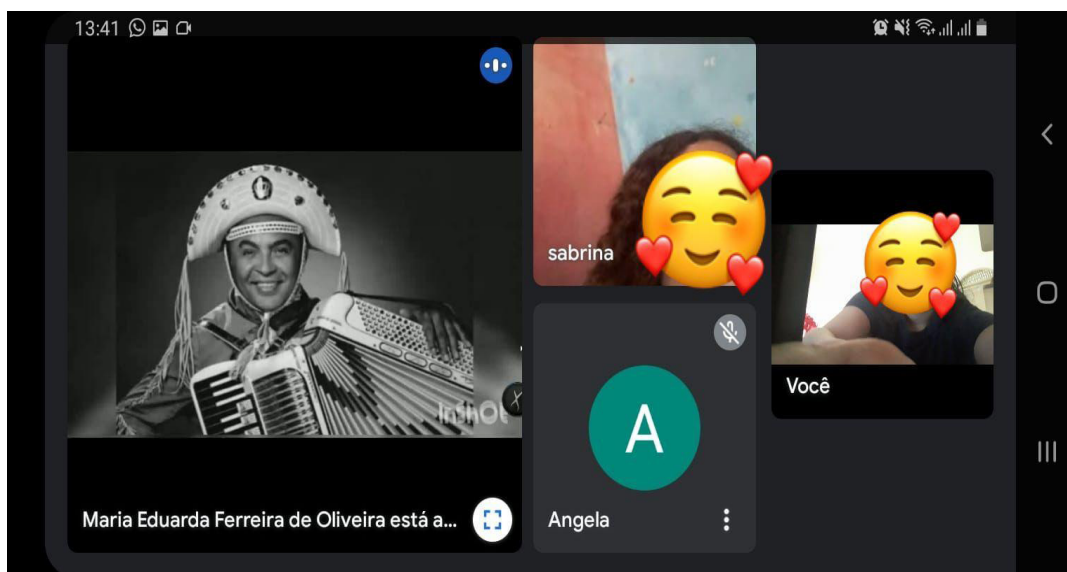 13:41
InShOt
sabrina
Você
A
Maria Eduarda Ferreira de Oliveira está a...
Angela